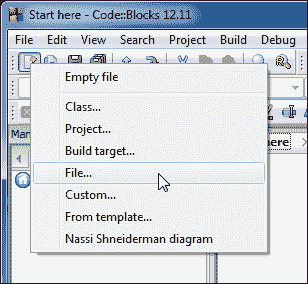 Start here - Code::Blocks 12.11
File Edit View Search Project Build Debug
Empty file
Class...
Project...
Build target...
File...
Custom...
From template...
Nassi Shneiderman diagram
Mar
here